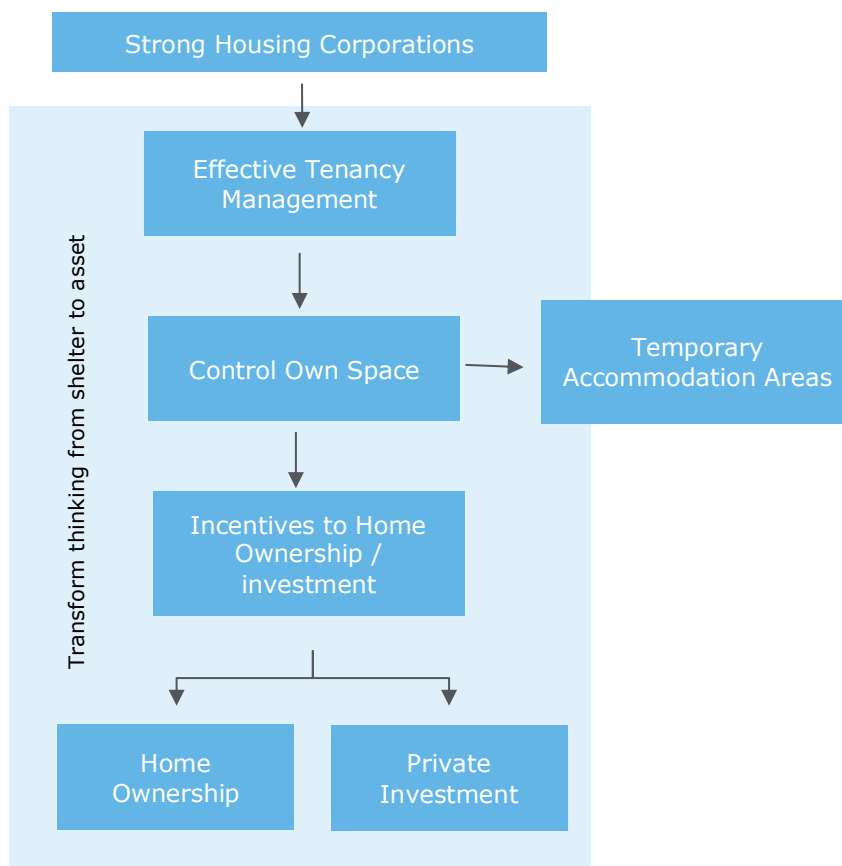 Strong Housing Corporations
Effective Tenancy
Management
Transform thinking from shelter to asset
Control Own Space
Temporary
Accommodation Areas
Incentives to Home
Ownership /
investment
Home
Ownership
Private
Investment